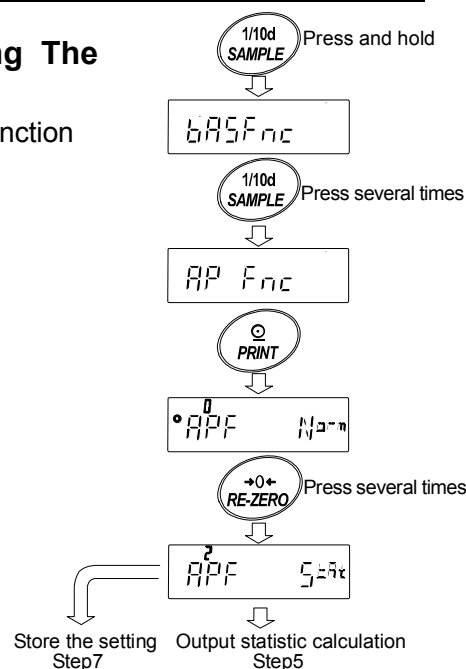 ng The
nction
1/10d
SAMPLE
Press and hold
bASFnc
1/10d
SAMPLE
Press several times
AP Fnc
PRINT
0
APF Norm
→0←
RE-ZERO
Press several times
2
APF StAt
Store the setting
Step7
Output statistic calculation
Step5